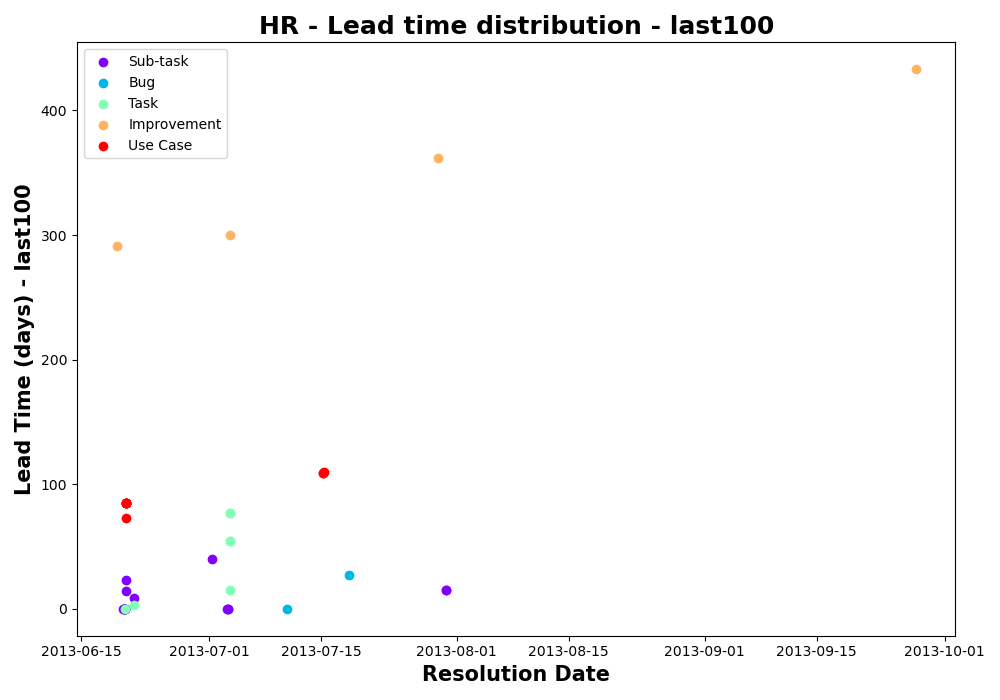 HR - Lead time distribution - last100
Sub-task
Bug
Task
Improvement
Use Case
Lead Time (days) - last100
400
300
200
100
0
2013-06-15
2013-07-01
2013-07-15
2013-08-01
2013-08-15
2013-09-01
2013-09-15
2013-10-01
Resolution Date